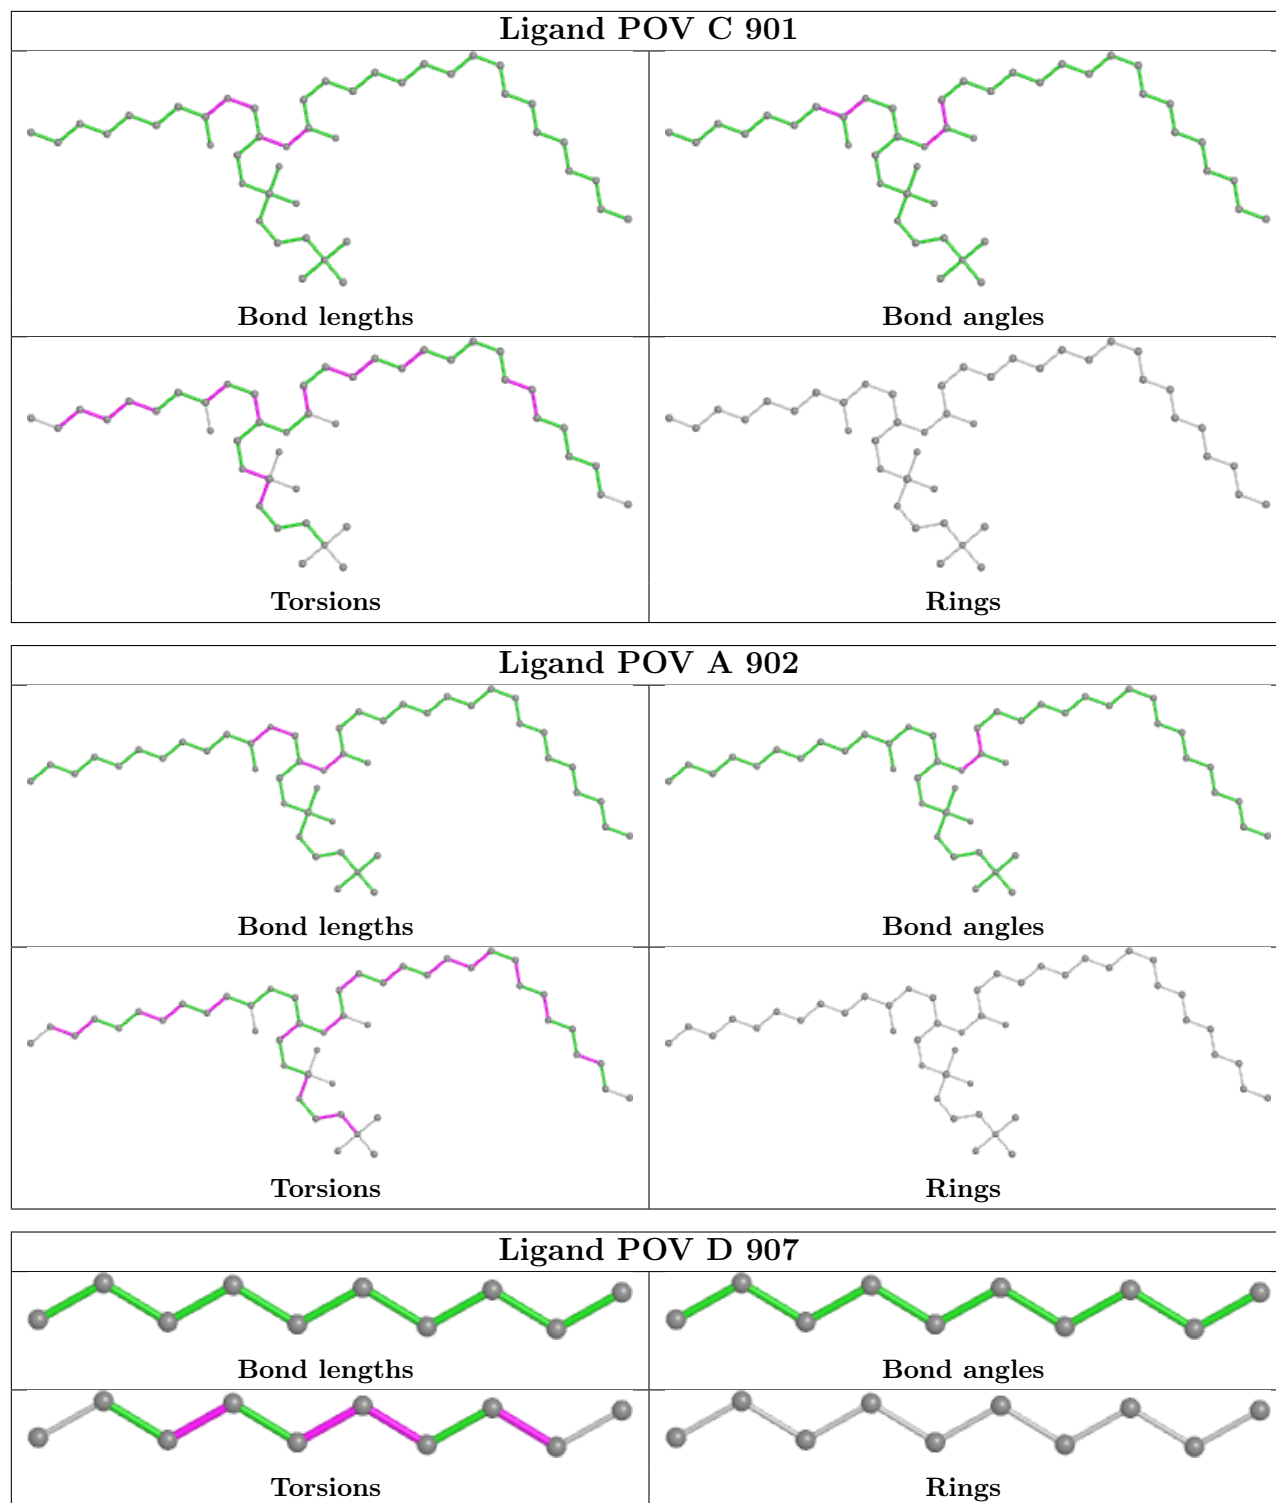 Ligand POV C 901
Bond lengths
Bond angles
Torsions
Rings
Ligand POV A 902
Bond lengths
Bond angles
Torsions
Rings
Ligand POV D 907
Bond lengths
Bond angles
Torsions
Rings